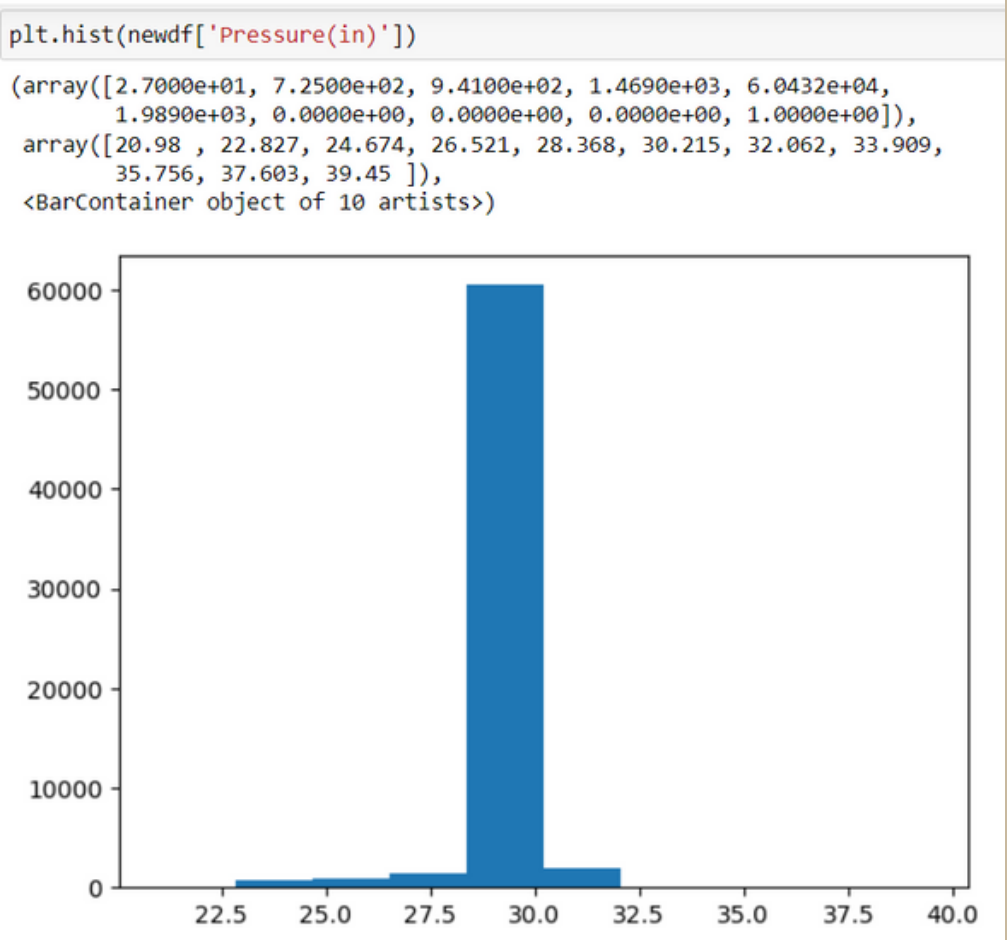 plt.hist(newdf['Pressure(in)'])
(array([2.7000e+01, 7.2500e+02, 9.4100e+02, 1.4690e+03, 6.0432e+04,
1.9890e+03, 0.0000e+00, 0.0000e+00, 0.0000e+00, 1.0000e+00]),
array([20.98 , 22.827, 24.674, 26.521, 28.368, 30.215, 32.062, 33.909,
35.756, 37.603, 39.45 ]),
<BarContainer object of 10 artists>)
60000
50000
40000
30000
20000
10000
0
22.5 25.0 27.5 30.0 32.5 35.0 37.5 40.0